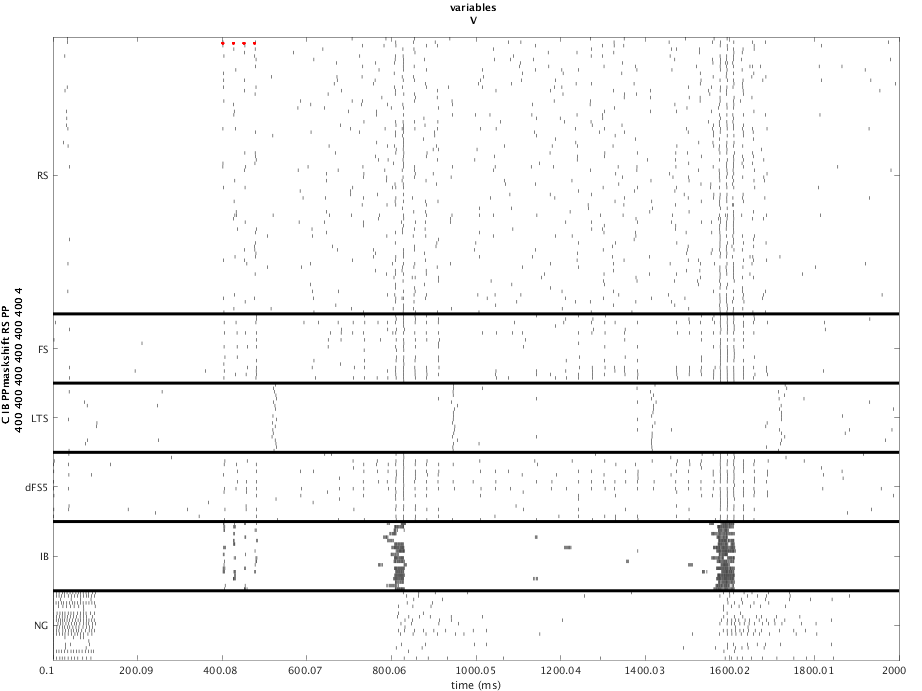 variables
V
C IB PPmaskshift RS PP
400 400 400 400 400 400 4
RS
FS
LTS
dFS5
IB
NG
0.1 200.09 400.08 600.07 800.06 1000.05 1200.04 1400.03 1600.02 1800.01 2000
time (ms)